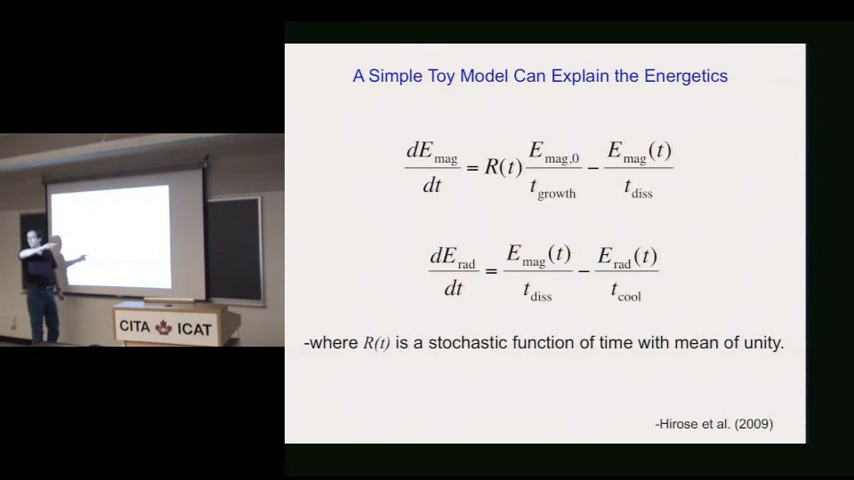 A Simple Toy Model Can Explain the Energetics
dE_mag/dt = R(t) E_mag,0/t_growth − E_mag(t)/t_diss
dE_rad/dt = E_mag(t)/t_diss − E_rad(t)/t_cool
-where R(t) is a stochastic function of time with mean of unity.
-Hirose et al. (2009)
CITA ICAT